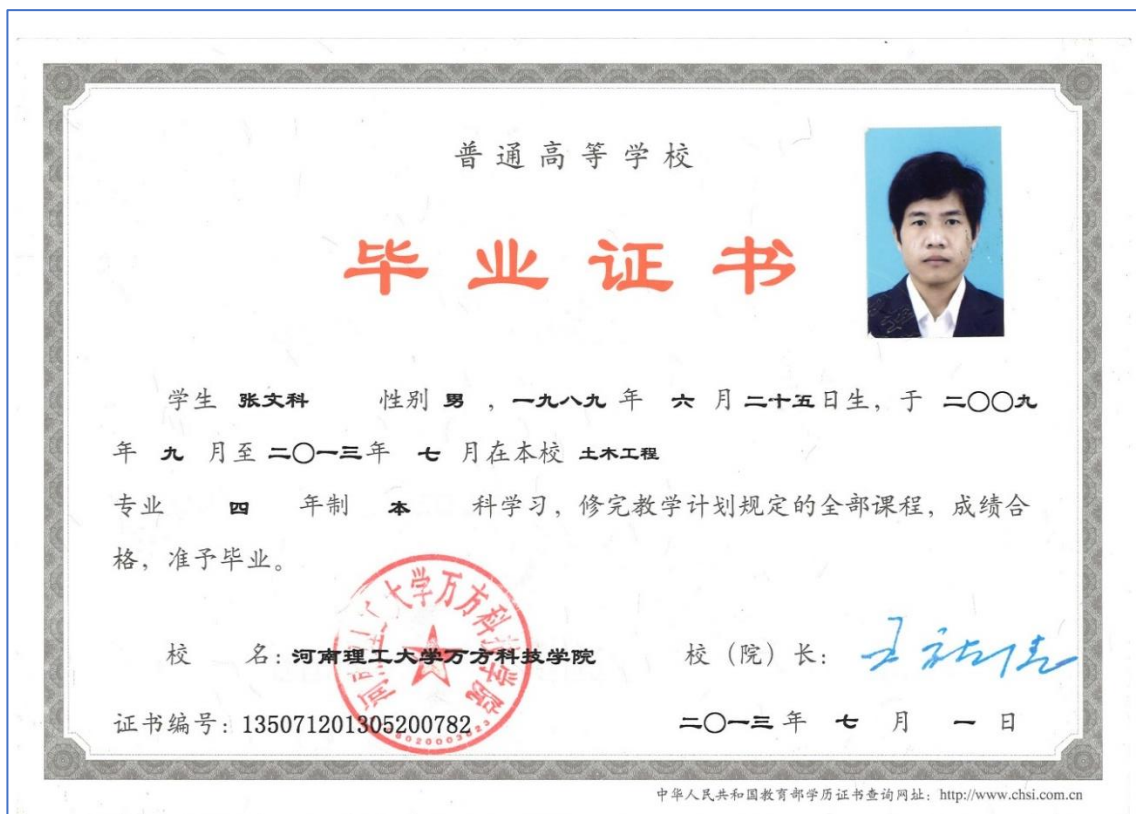 普通高等学校
毕业证书
学生 张文科 性别 男 ，一九八九 年 六 月 二十五日生，于 二〇〇九
年 九 月至 二〇一三年 七 月在本校 土木工程
专业 四 年制 本 科学习，修完教学计划规定的全部课程，成绩合
格，准予毕业。
校 名：河南理工大学万方科技学院 校（院）长：
证书编号：135071201305200782 二〇一三 年 七 月 一 日
中华人民共和国教育部学历证书查询网址：http://www.chsi.com.cn